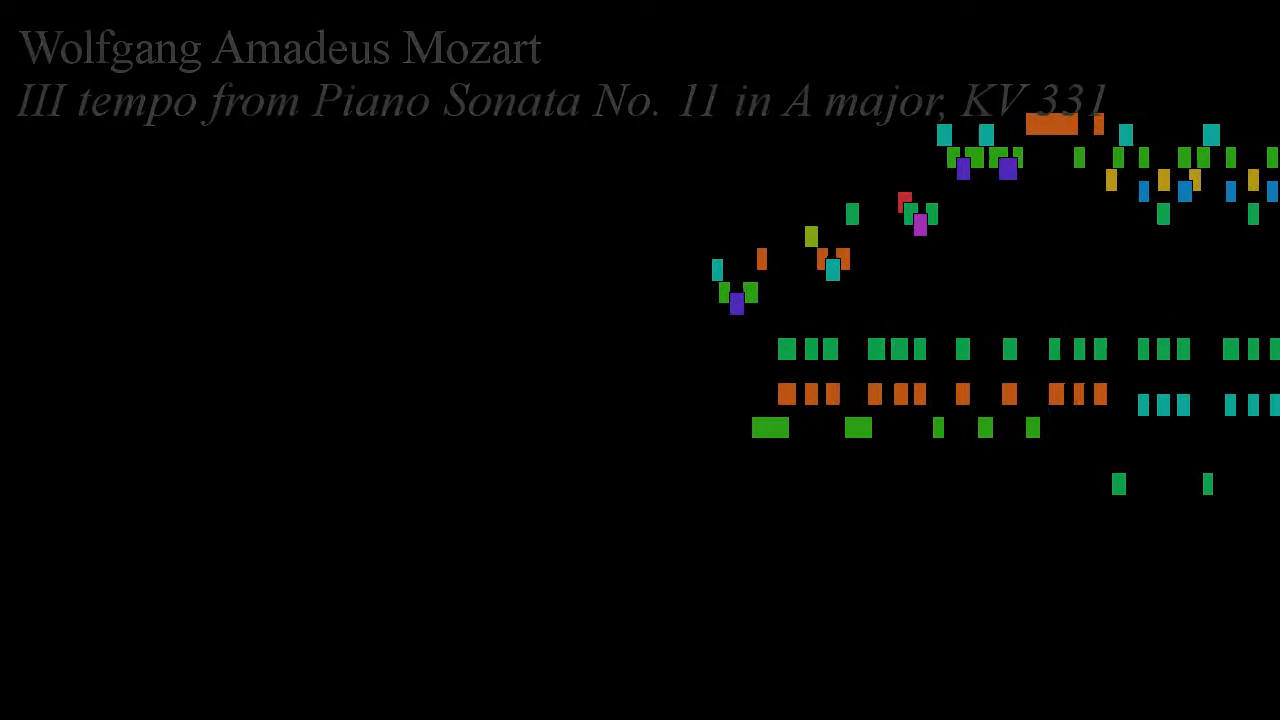 Wolfgang Amadeus Mozart
III tempo from Piano Sonata No. 11 in A major, KV 331